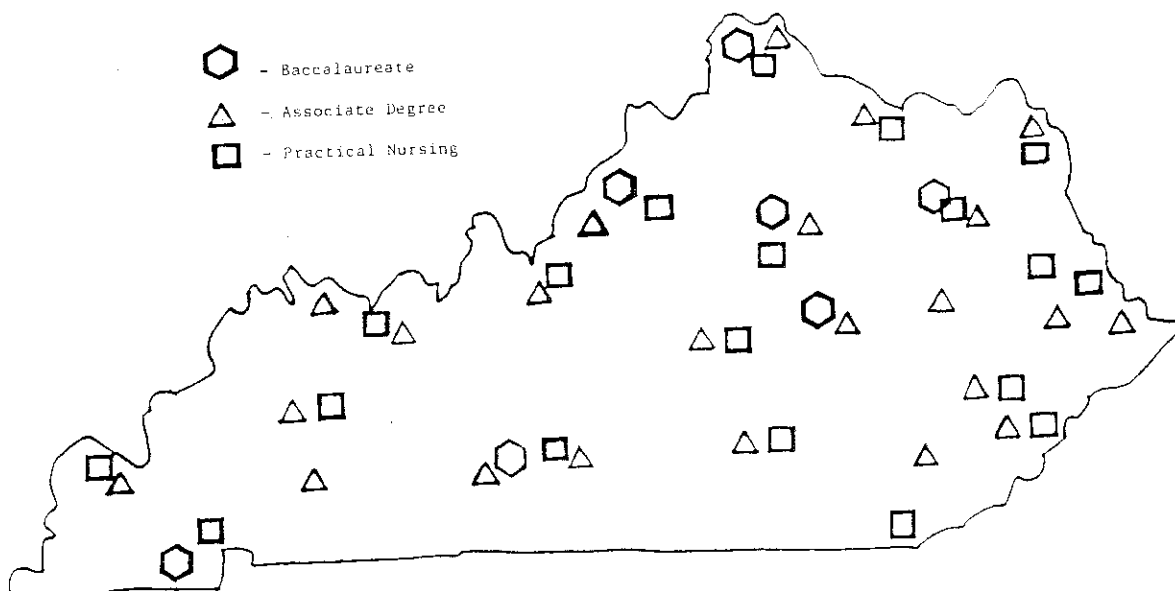 - Baccalaureate
- Associate Degree
- Practical Nursing